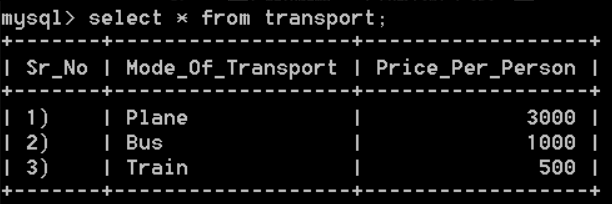 mysql> select * from transport;
+-------+-------------------+------------------+
| Sr_No | Mode_Of_Transport | Price_Per_Person |
+-------+-------------------+------------------+
| 1)    | Plane             |             3000 |
| 2)    | Bus               |             1000 |
| 3)    | Train             |              500 |
+-------+-------------------+------------------+